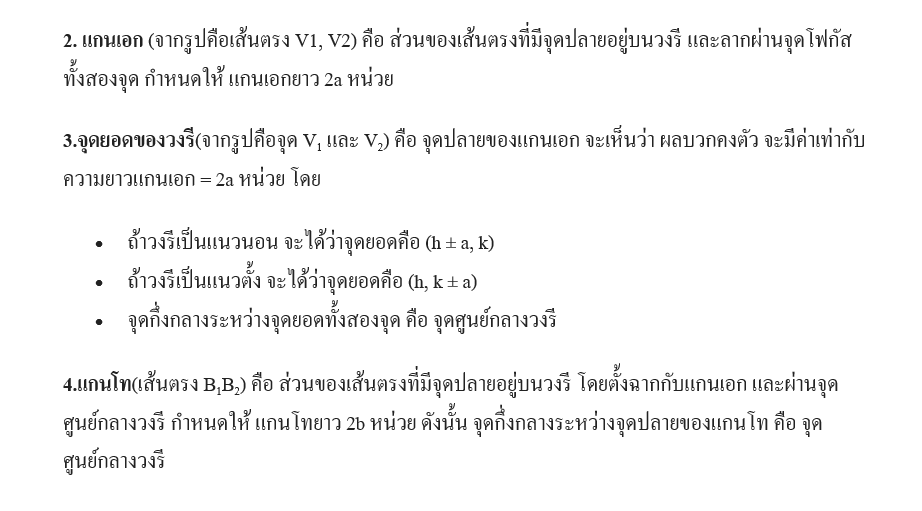 2. แกนเอก (จากรูปคือเส้นตรง V1, V2) คือ ส่วนของเส้นตรงที่มีจุดปลายอยู่บนวงรี และลากผ่านจุดโฟกัส
ทั้งสองจุด กำหนดให้ แกนเอกยาว 2a หน่วย
3.จุดยอดของวงรี(จากรูปคือจุด V₁ และ V₂) คือ จุดปลายของแกนเอก จะเห็นว่า ผลบวกคงตัว จะมีค่าเท่ากับ
ความยาวแกนเอก = 2a หน่วย โดย
• ถ้าวงรีเป็นแนวนอน จะได้ว่าจุดยอดคือ (h ± a, k)
• ถ้าวงรีเป็นแนวตั้ง จะได้ว่าจุดยอดคือ (h, k ± a)
• จุดกึ่งกลางระหว่างจุดยอดทั้งสองจุด คือ จุดศูนย์กลางวงรี
4.แกนโท(เส้นตรง B₁B₂) คือ ส่วนของเส้นตรงที่มีจุดปลายอยู่บนวงรี โดยตั้งฉากกับแกนเอก และผ่านจุด
ศูนย์กลางวงรี กำหนดให้ แกนโทยาว 2b หน่วย ดังนั้น จุดกึ่งกลางระหว่างจุดปลายของแกนโท คือ จุด
ศูนย์กลางวงรี